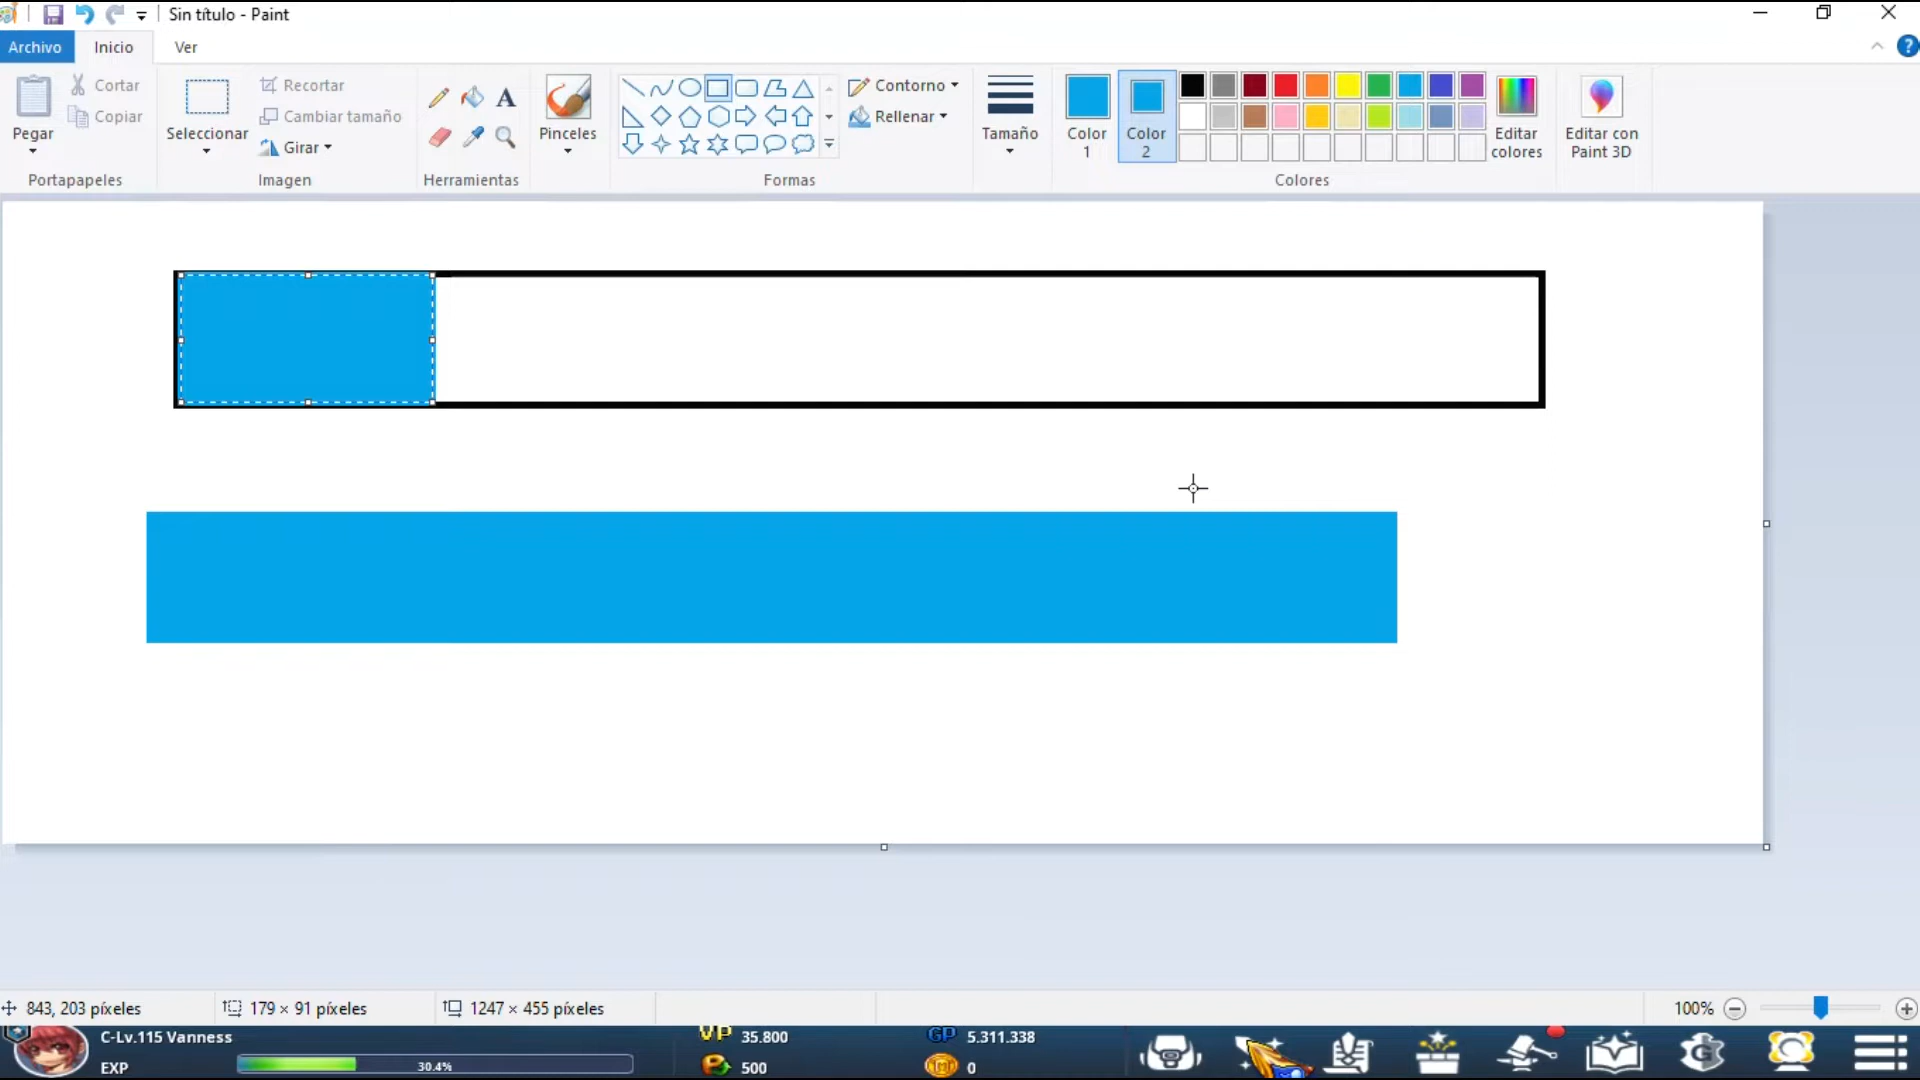 Sin título - Paint
Archivo
Inicio
Ver
Pegar
Cortar
Copiar
Portapapeles
Seleccionar
Recortar
Cambiar tamaño
Girar
Imagen
A
Herramientas
Pinceles
Formas
Contorno
Rellenar
Tamaño
Color
1
Color
2
Colores
Editar
colores
Editar con
Paint 3D
?
843, 203 píxeles
179 × 91 píxeles
1247 × 455 píxeles
100%
C-Lv.115 Vanness
EXP
30.4%
VP
35.800
500
GP
5.311.338
0
G